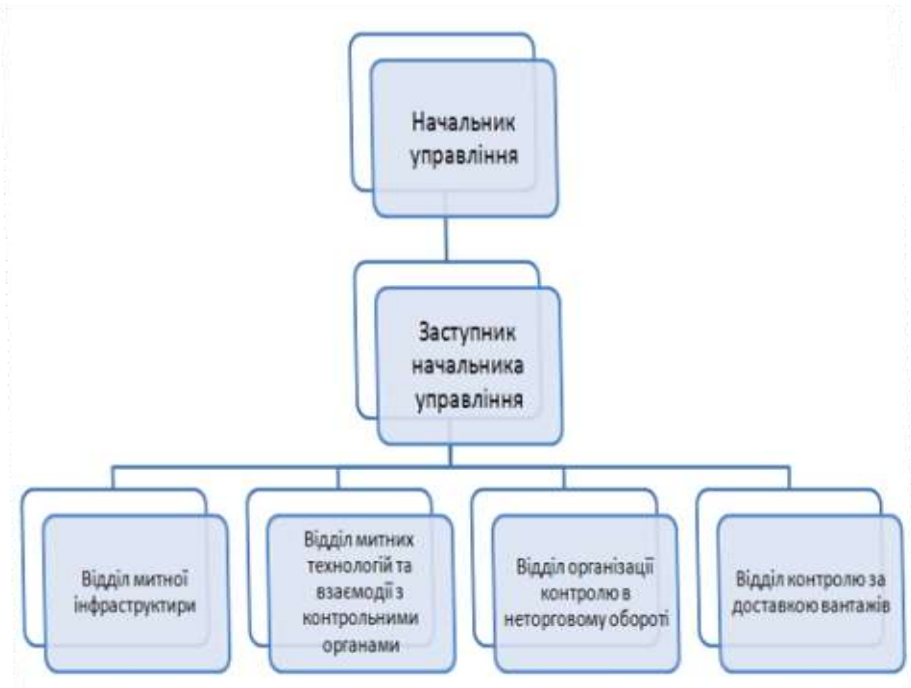 Начальник
управління
Заступник
начальника
управління
Відділ митної
інфраструктири
Відділ митних
технологій та
взаємодії з
контрольними
органами
Відділ організації
контролю в
неторговому обороті
Відділ контролю за
доставкою вантажів